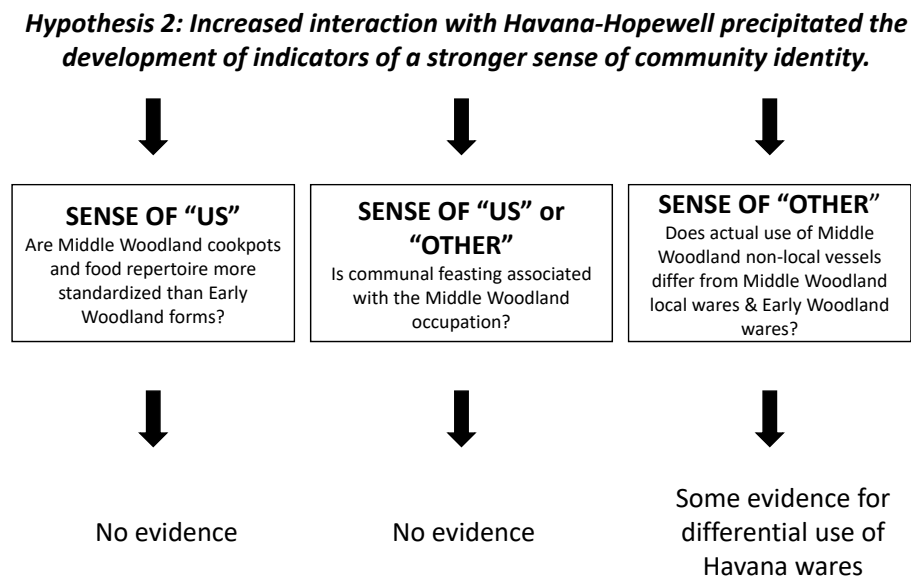 Hypothesis 2: Increased interaction with Havana-Hopewell precipitated the
development of indicators of a stronger sense of community identity.
SENSE OF “US”
Are Middle Woodland cookpots
and food repertoire more
standardized than Early
Woodland forms?
SENSE OF “US” or
“OTHER”
Is communal feasting associated
with the Middle Woodland
occupation?
SENSE OF “OTHER”
Does actual use of Middle
Woodland non-local vessels
differ from Middle Woodland
local wares & Early Woodland
wares?
No evidence
No evidence
Some evidence for
differential use of
Havana wares